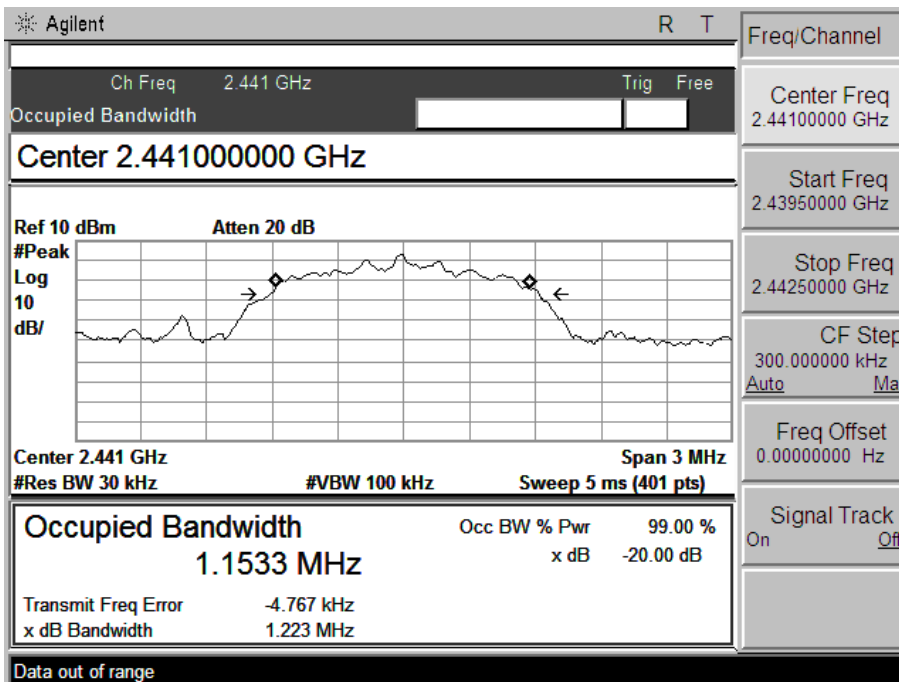 Agilent R T
Ch Freq 2.441 GHz Trig Free
Occupied Bandwidth
Center 2.441000000 GHz
Ref 10 dBm Atten 20 dB
#Peak
Log
10
dB/
Center 2.441 GHz Span 3 MHz
#Res BW 30 kHz #VBW 100 kHz Sweep 5 ms (401 pts)
Occupied Bandwidth
1.1533 MHz
Occ BW % Pwr 99.00 %
x dB -20.00 dB
Transmit Freq Error -4.767 kHz
x dB Bandwidth 1.223 MHz
Data out of range
Freq/Channel
Center Freq
2.44100000 GHz
Start Freq
2.43950000 GHz
Stop Freq
2.44250000 GHz
CF Step
300.000000 kHz
Auto Ma
Freq Offset
0.00000000 Hz
Signal Track
On Off